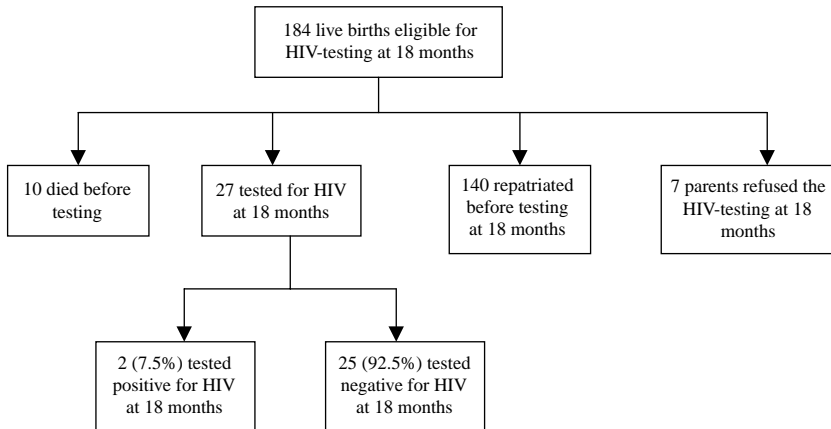 184 live births eligible for
HIV-testing at 18 months
10 died before
testing
27 tested for HIV
at 18 months
140 repatriated
before testing
at 18 months
7 parents refused the
HIV-testing at 18
months
2 (7.5%) tested
positive for HIV
at 18 months
25 (92.5%) tested
negative for HIV
at 18 months